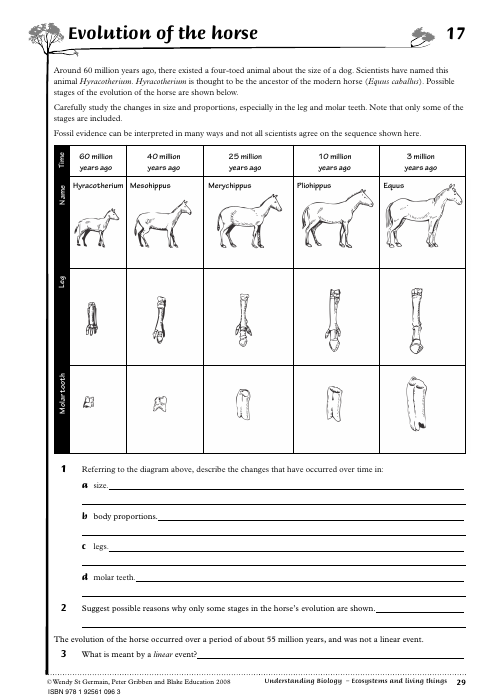 Evolution of the horse
17
Around 60 million years ago, there existed a four-toed animal about the size of a dog. Scientists have named this
animal Hyracotherium. Hyracotherium is thought to be the ancestor of the modern horse (Equus caballus). Possible
stages of the evolution of the horse are shown below.
Carefully study the changes in size and proportions, especially in the leg and molar teeth. Note that only some of the
stages are included.
Fossil evidence can be interpreted in many ways and not all scientists agree on the sequence shown here.
Time
60 million
years ago
40 million
years ago
25 million
years ago
10 million
years ago
3 million
years ago
Name
Hyracotherium
Mesohippus
Merychippus
Pliohippus
Equus
Leg
Molar tooth
1 Referring to the diagram above, describe the changes that have occurred over time in:
a size.
b body proportions.
c legs.
d molar teeth.
2 Suggest possible reasons why only some stages in the horse's evolution are shown.
The evolution of the horse occurred over a period of about 55 million years, and was not a linear event.
3 What is meant by a linear event?
©Wendy St Germain, Peter Gribben and Blake Education 2008
Understanding Biology – Ecosystems and living things 29
ISBN 978 1 92561 096 3